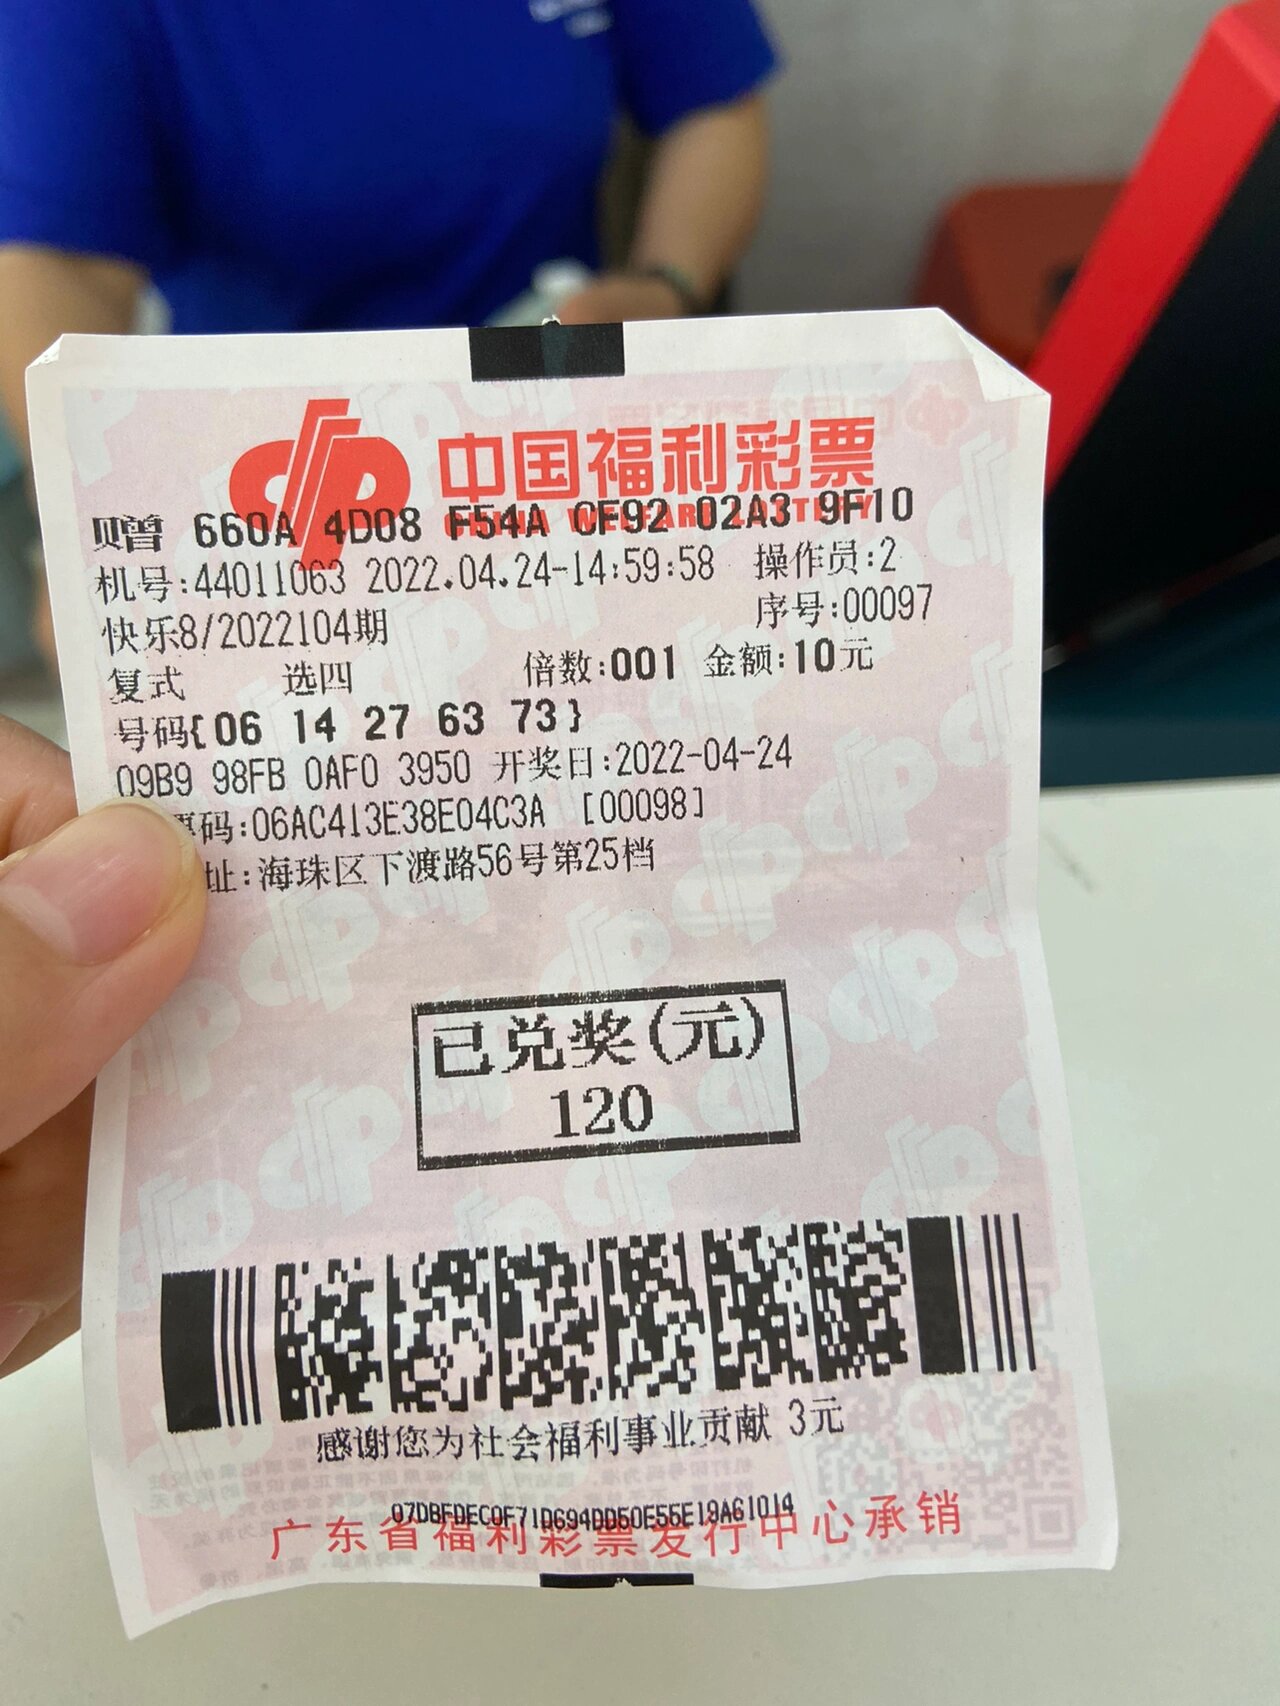 中国福利彩票
CHINA WELFARE LOTTERY
赠 660A 4D08 F54A CF92 02A3 9F10
机号:44011063 2022.04.24-14:59:58 操作员:2
快乐8/2022104期 序号:00097
复式 选四 倍数:001 金额:10元
号码{06 14 27 63 73}
09B9 98FB 0AF0 3950 开奖日:2022-04-24
码:06AC413E38E04C3A [00098]
址:海珠区下渡路56号第25档
已兑奖(元)
120
感谢您为社会福利事业贡献 3元
07DBFDEC0F71D694DD50E55E19A61014
广东省福利彩票发行中心承销